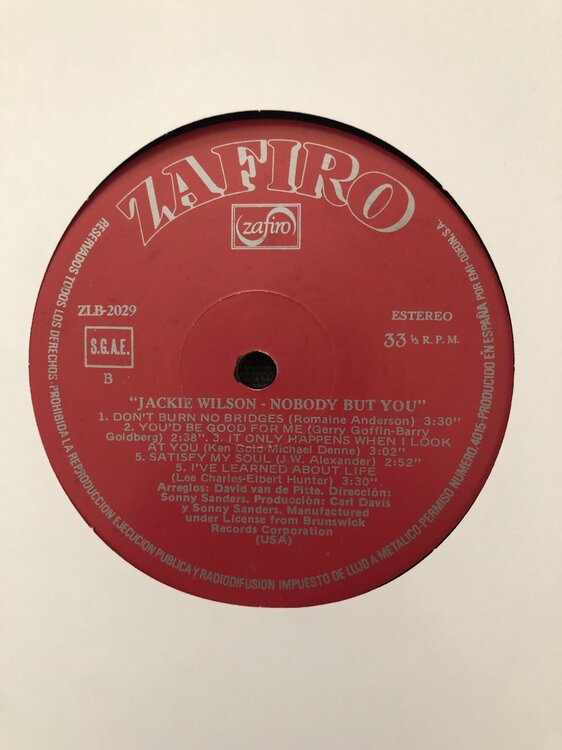 ZAFIRO
zafiro
ZLB-2029
ESTEREO
S.G.A.E.
33 ⅓ R.P.M.
B
"JACKIE WILSON - NOBODY BUT YOU"
1. DON'T BURN NO BRIDGES (Romaine Anderson) 3:30"
2. YOU'D BE GOOD FOR ME (Gerry Goffin-Barry
Goldberg) 2:38". 3. IT ONLY HAPPENS WHEN I LOOK
AT YOU (Ken Gold-Michael Denne) 3:02"
5. SATISFY MY SOUL (J.W. Alexander) 2:52"
5. I'VE LEARNED ABOUT LIFE
(Lee Charles-Elbert Hunter) 3:30".
Arreglos: David van de Pitte. Dirección:
Sonny Sanders. Producción: Carl Davis
y Sonny Sanders. Manufactured
under License from Brunswick
Records Corporation
(USA)
RESERVADOS TODOS LOS DERECHOS · PROHIBIDA LA REPRODUCCION, EJECUCION PUBLICA Y RADIODIFUSION IMPUESTO DE LUJO A METALICO-PERMISO NUMERO 4015-PRODUCIDO EN ESPAÑA POR EMI-ODEON, S.A.